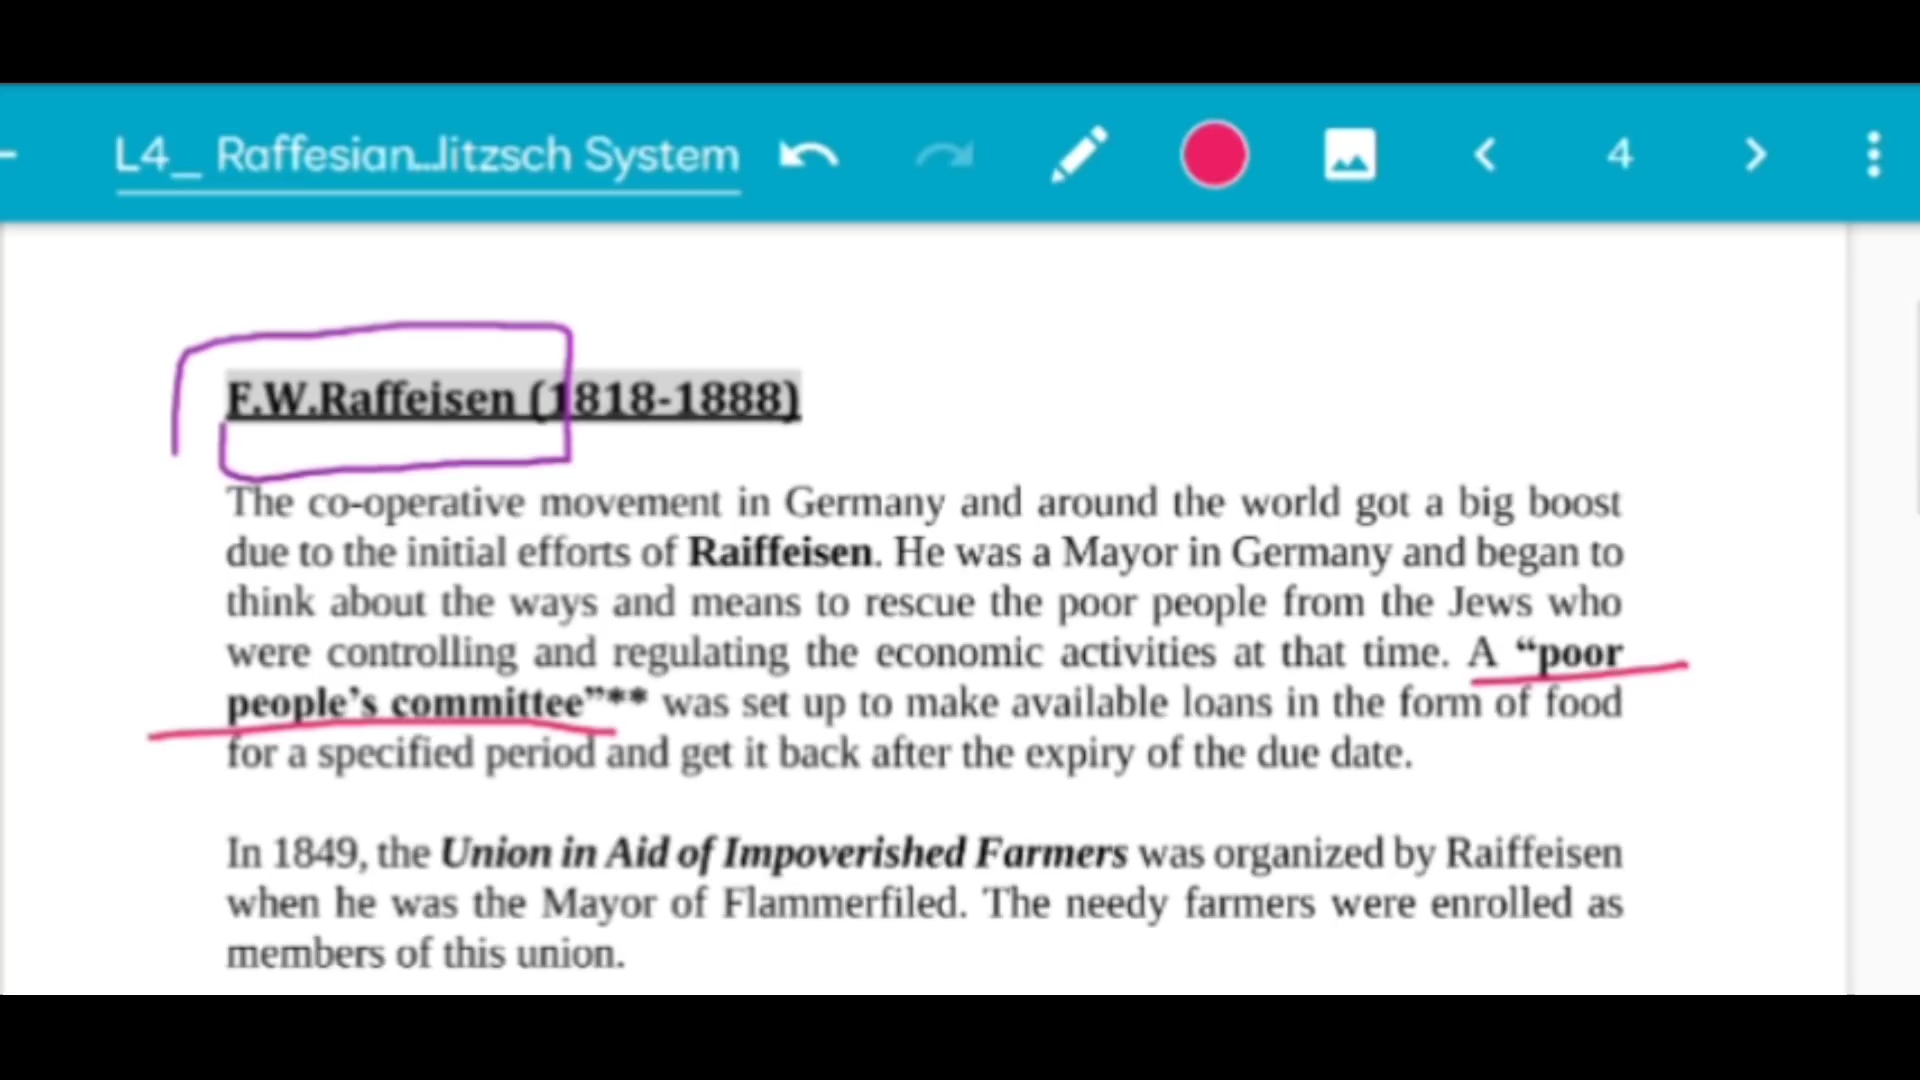 L4_ Raffesian...litzsch System
4
F.W.Raffeisen (1818-1888)
The co-operative movement in Germany and around the world got a big boost
due to the initial efforts of Raiffeisen. He was a Mayor in Germany and began to
think about the ways and means to rescue the poor people from the Jews who
were controlling and regulating the economic activities at that time. A “poor
people’s committee”** was set up to make available loans in the form of food
for a specified period and get it back after the expiry of the due date.
In 1849, the Union in Aid of Impoverished Farmers was organized by Raiffeisen
when he was the Mayor of Flammerfiled. The needy farmers were enrolled as
members of this union.